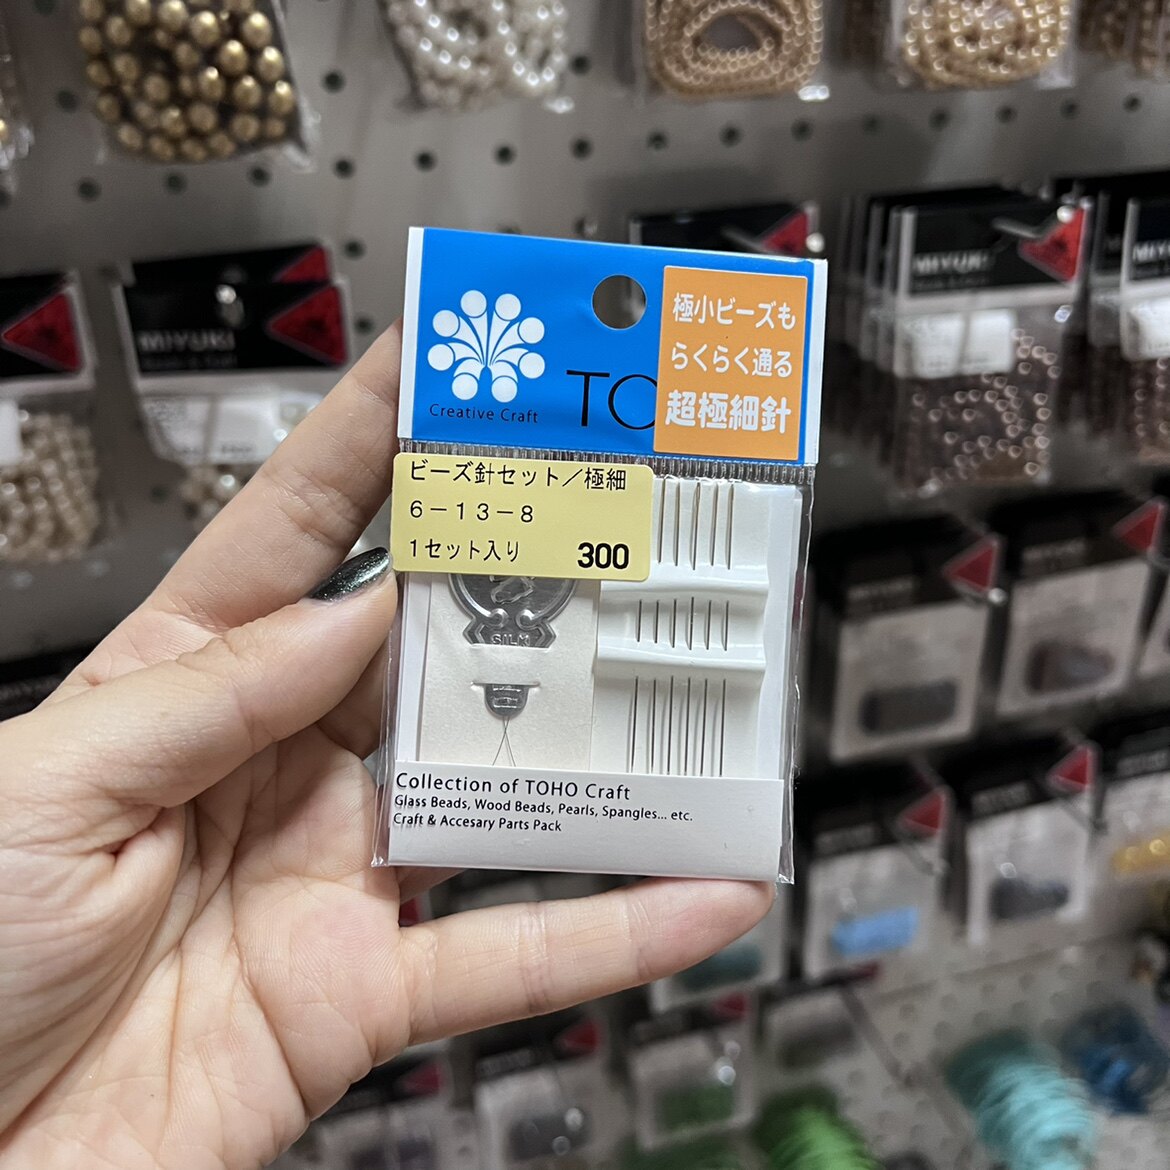 極小ビーズも
らくらく通る
超極細針
Creative Craft
TO
ビーズ針セット/極細
6-13-8
1セット入り 300
SILM
Collection of TOHO Craft
Glass Beads, Wood Beads, Pearls, Spangles... etc.
Craft & Accesary Parts Pack
MIYUKI
MIYUKI